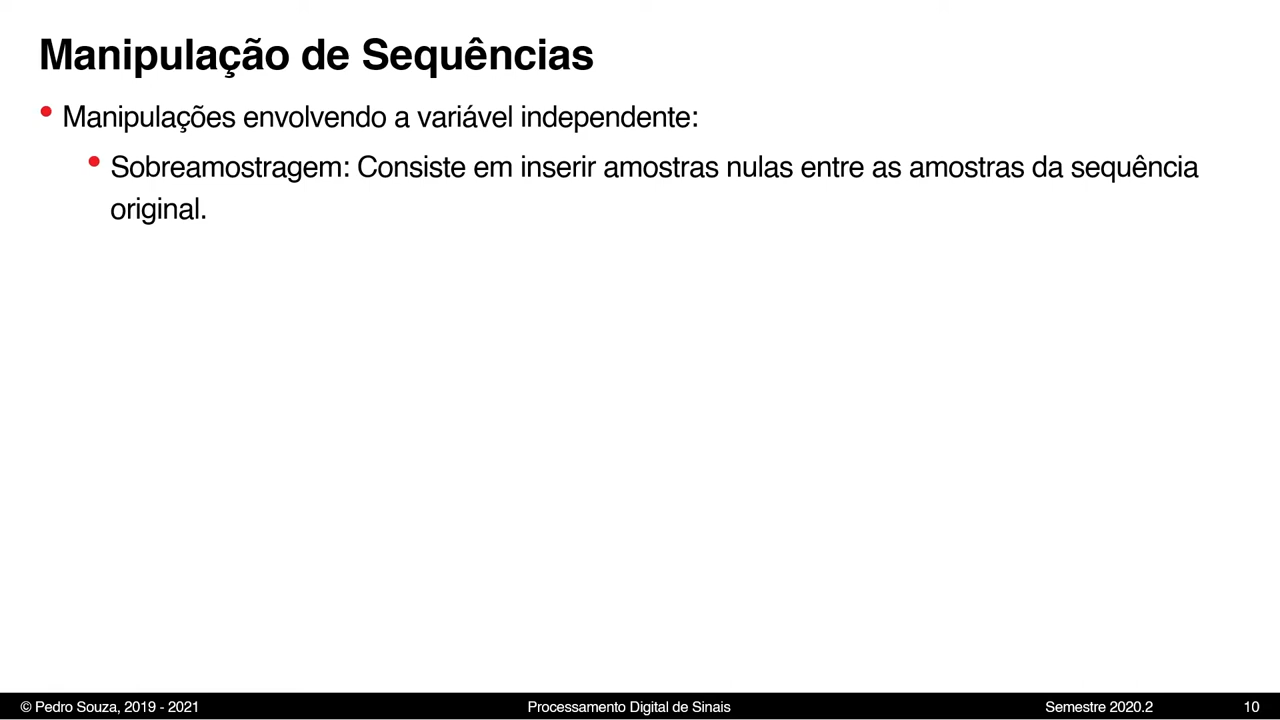 Manipulação de Sequências
• Manipulações envolvendo a variável independente:
• Sobreamostragem: Consiste em inserir amostras nulas entre as amostras da sequência
original.
© Pedro Souza, 2019 - 2021 Processamento Digital de Sinais Semestre 2020.2 10